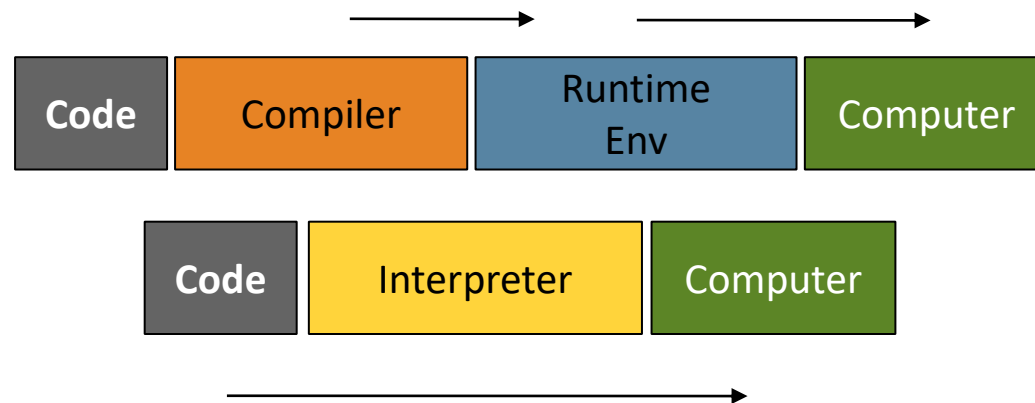 Code
Compiler
Runtime
Env
Computer
Code
Interpreter
Computer